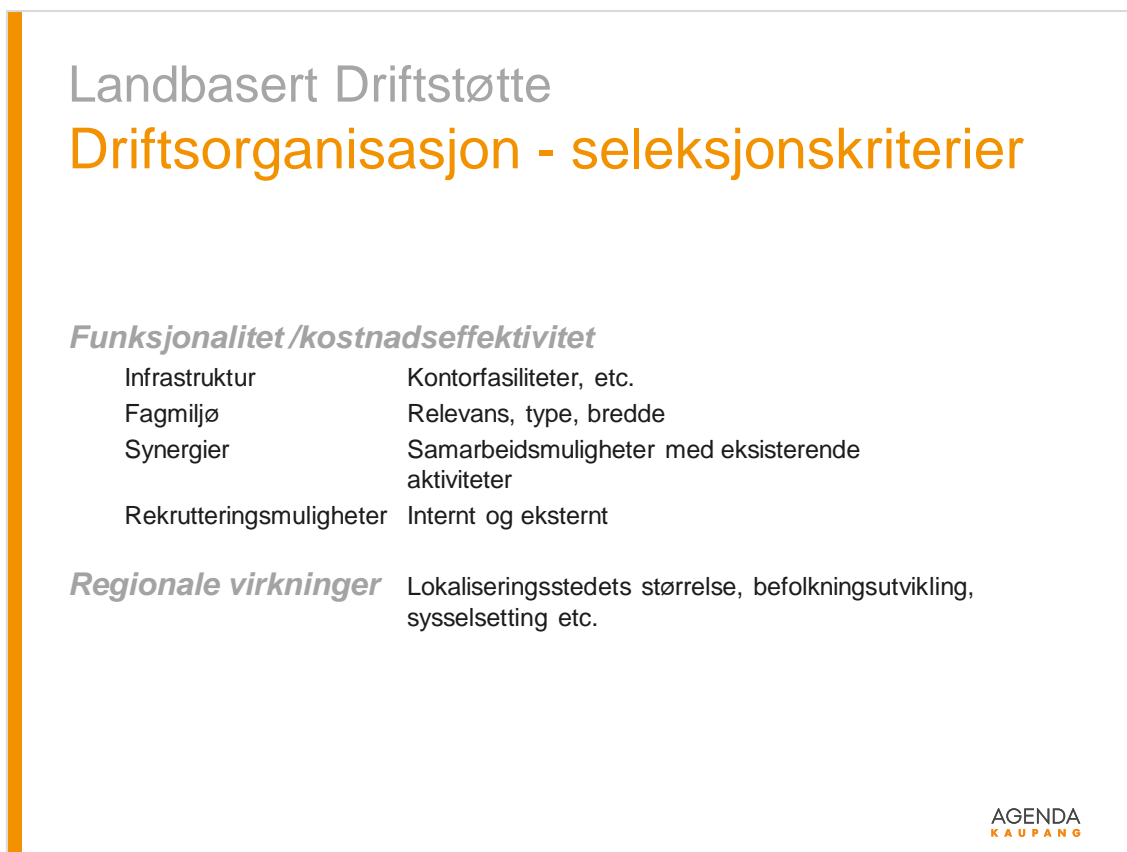 Landbasert Driftstøtte
Driftsorganisasjon - seleksjonskriterier
Funksjonalitet /kostnadseffektivitet
Infrastruktur Kontorfasiliteter, etc.
Fagmiljø Relevans, type, bredde
Synergier Samarbeidsmuligheter med eksisterende
aktiviteter
Rekrutteringsmuligheter Internt og eksternt
Regionale virkninger Lokaliseringsstedets størrelse, befolkningsutvikling,
sysselsetting etc.
AGENDA
KAUPANG